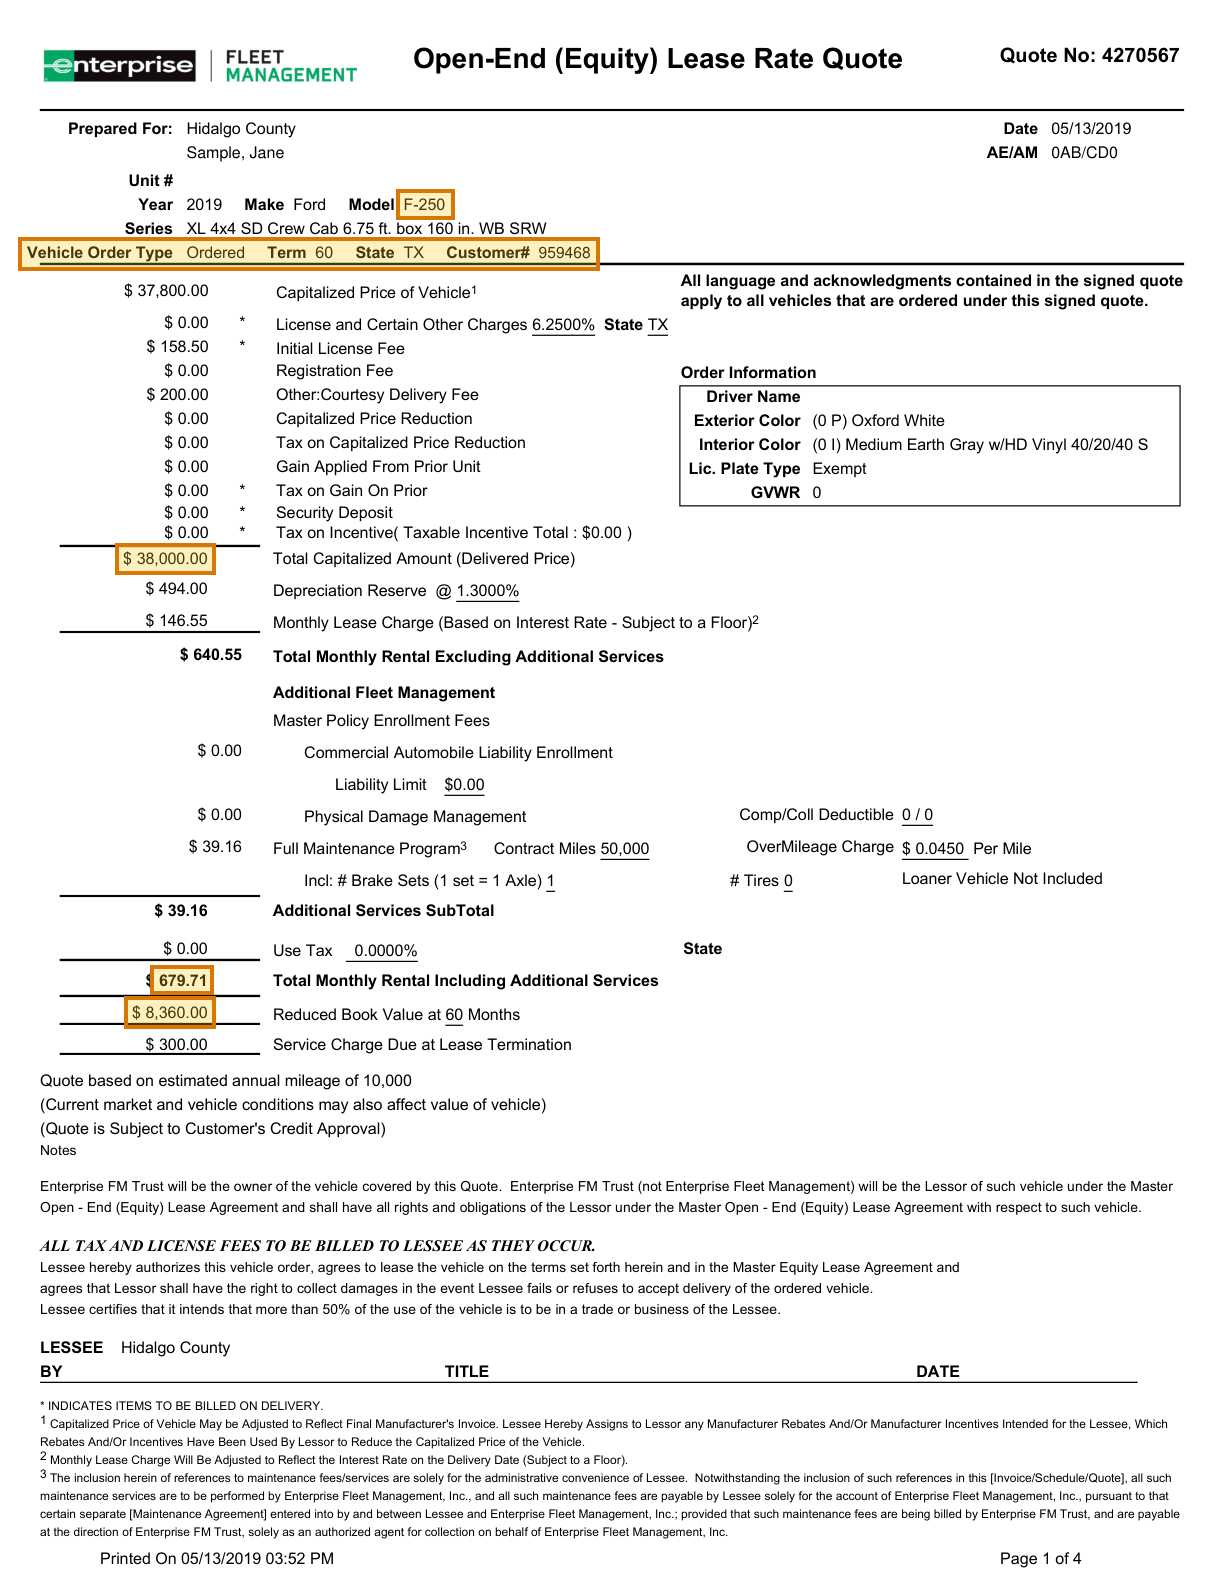 enterprise FLEET MANAGEMENT
Open-End (Equity) Lease Rate Quote
Quote No: 4270567
Prepared For: Hidalgo County
Date 05/13/2019
Sample, Jane
AE/AM 0AB/CD0
Unit #
Year 2019 Make Ford Model F-250
Series XL 4x4 SD Crew Cab 6.75 ft. box 160 in. WB SRW
Vehicle Order Type Ordered Term 60 State TX Customer# 959468
All language and acknowledgments contained in the signed quote
apply to all vehicles that are ordered under this signed quote.
$ 37,800.00 Capitalized Price of Vehicle1
$ 0.00 * License and Certain Other Charges 6.2500% State TX
$ 158.50 * Initial License Fee
$ 0.00 Registration Fee
$ 200.00 Other:Courtesy Delivery Fee
$ 0.00 Capitalized Price Reduction
$ 0.00 Tax on Capitalized Price Reduction
$ 0.00 Gain Applied From Prior Unit
$ 0.00 * Tax on Gain On Prior
$ 0.00 * Security Deposit
$ 0.00 * Tax on Incentive( Taxable Incentive Total : $0.00 )
Order Information
Driver Name
Exterior Color (0 P) Oxford White
Interior Color (0 I) Medium Earth Gray w/HD Vinyl 40/20/40 S
Lic. Plate Type Exempt
GVWR 0
$ 38,000.00 Total Capitalized Amount (Delivered Price)
$ 494.00 Depreciation Reserve @ 1.3000%
$ 146.55 Monthly Lease Charge (Based on Interest Rate - Subject to a Floor)2
$ 640.55 Total Monthly Rental Excluding Additional Services
Additional Fleet Management
Master Policy Enrollment Fees
$ 0.00 Commercial Automobile Liability Enrollment
Liability Limit $0.00
$ 0.00 Physical Damage Management Comp/Coll Deductible 0 / 0
$ 39.16 Full Maintenance Program3 Contract Miles 50,000 OverMileage Charge $ 0.0450 Per Mile
Incl: # Brake Sets (1 set = 1 Axle) 1 # Tires 0 Loaner Vehicle Not Included
$ 39.16 Additional Services SubTotal
$ 0.00 Use Tax 0.0000% State
$ 679.71 Total Monthly Rental Including Additional Services
$ 8,360.00 Reduced Book Value at 60 Months
$ 300.00 Service Charge Due at Lease Termination
Quote based on estimated annual mileage of 10,000
(Current market and vehicle conditions may also affect value of vehicle)
(Quote is Subject to Customer's Credit Approval)
Notes
Enterprise FM Trust will be the owner of the vehicle covered by this Quote. Enterprise FM Trust (not Enterprise Fleet Management) will be the Lessor of such vehicle under the Master
Open - End (Equity) Lease Agreement and shall have all rights and obligations of the Lessor under the Master Open - End (Equity) Lease Agreement with respect to such vehicle.
ALL TAX AND LICENSE FEES TO BE BILLED TO LESSEE AS THEY OCCUR.
Lessee hereby authorizes this vehicle order, agrees to lease the vehicle on the terms set forth herein and in the Master Equity Lease Agreement and
agrees that Lessor shall have the right to collect damages in the event Lessee fails or refuses to accept delivery of the ordered vehicle.
Lessee certifies that it intends that more than 50% of the use of the vehicle is to be in a trade or business of the Lessee.
LESSEE Hidalgo County
BY TITLE DATE
* INDICATES ITEMS TO BE BILLED ON DELIVERY.
1 Capitalized Price of Vehicle May be Adjusted to Reflect Final Manufacturer's Invoice. Lessee Hereby Assigns to Lessor any Manufacturer Rebates And/Or Manufacturer Incentives Intended for the Lessee, Which
Rebates And/Or Incentives Have Been Used By Lessor to Reduce the Capitalized Price of the Vehicle.
2 Monthly Lease Charge Will Be Adjusted to Reflect the Interest Rate on the Delivery Date (Subject to a Floor).
3 The inclusion herein of references to maintenance fees/services are solely for the administrative convenience of Lessee. Notwithstanding the inclusion of such references in this [Invoice/Schedule/Quote], all such
maintenance services are to be performed by Enterprise Fleet Management, Inc., and all such maintenance fees are payable by Lessee solely for the account of Enterprise Fleet Management, Inc., pursuant to that
certain separate [Maintenance Agreement] entered into by and between Lessee and Enterprise Fleet Management, Inc.; provided that such maintenance fees are being billed by Enterprise FM Trust, and are payable
at the direction of Enterprise FM Trust, solely as an authorized agent for collection on behalf of Enterprise Fleet Management, Inc.
Printed On 05/13/2019 03:52 PM
Page 1 of 4